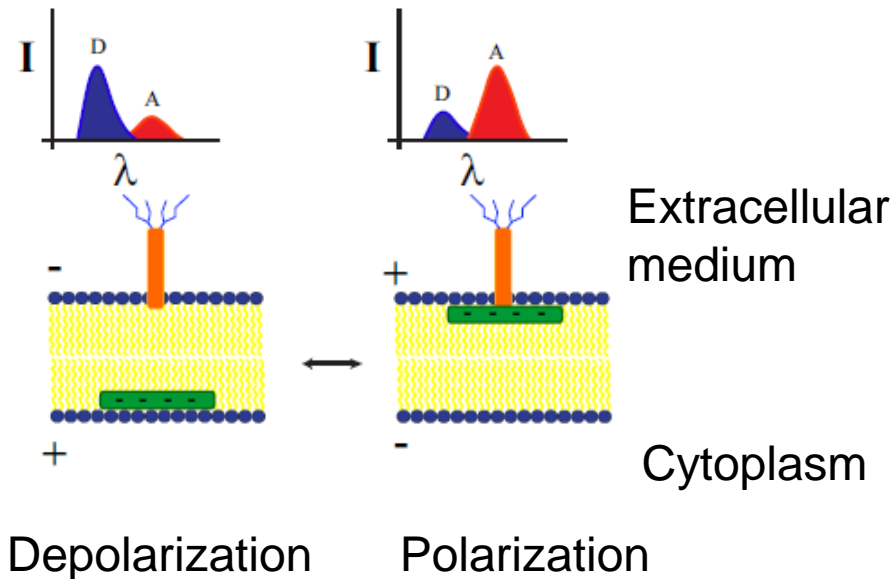 I
D
A
λ
I
D
A
λ
Extracellular
medium
-
+
- - - -
- - - -
+
-
Cytoplasm
Depolarization
Polarization